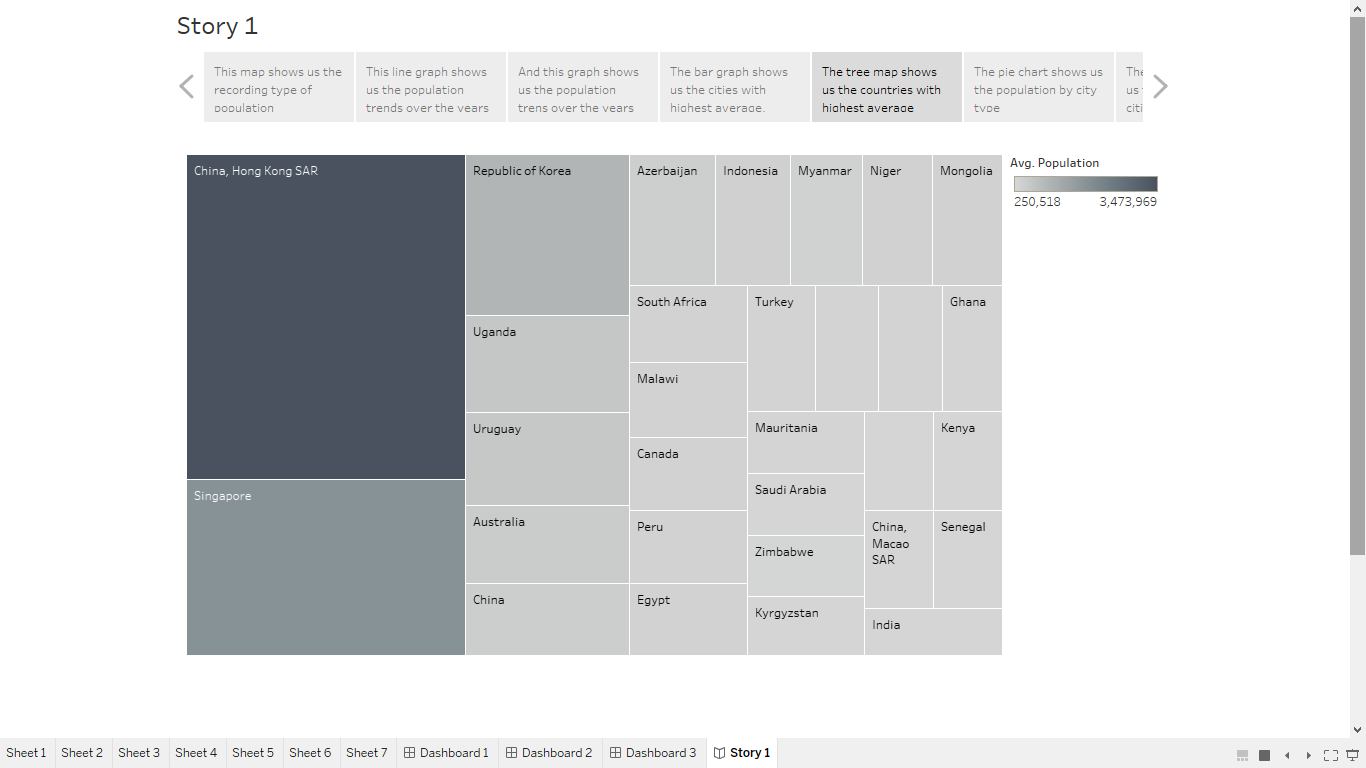 Story 1
This map shows us the
recording type of
population
This line graph shows
us the population
trends over the years
And this graph shows
us the population
trens over the years
The bar graph shows
us the cities with
highest average.
The tree map shows
us the countries with
highest average
The pie chart shows us
the population by city
type
The
us
citi
China, Hong Kong SAR
Singapore
Republic of Korea
Uganda
Uruguay
Australia
China
Azerbaijan
Indonesia
Myanmar
Niger
Mongolia
South Africa
Malawi
Canada
Peru
Egypt
Turkey
Ghana
Mauritania
Saudi Arabia
Zimbabwe
Kyrgyzstan
Kenya
China,
Macao
SAR
Senegal
India
Avg. Population
250,518 3,473,969
Sheet 1 Sheet 2 Sheet 3 Sheet 4 Sheet 5 Sheet 6 Sheet 7 Dashboard 1 Dashboard 2 Dashboard 3 Story 1